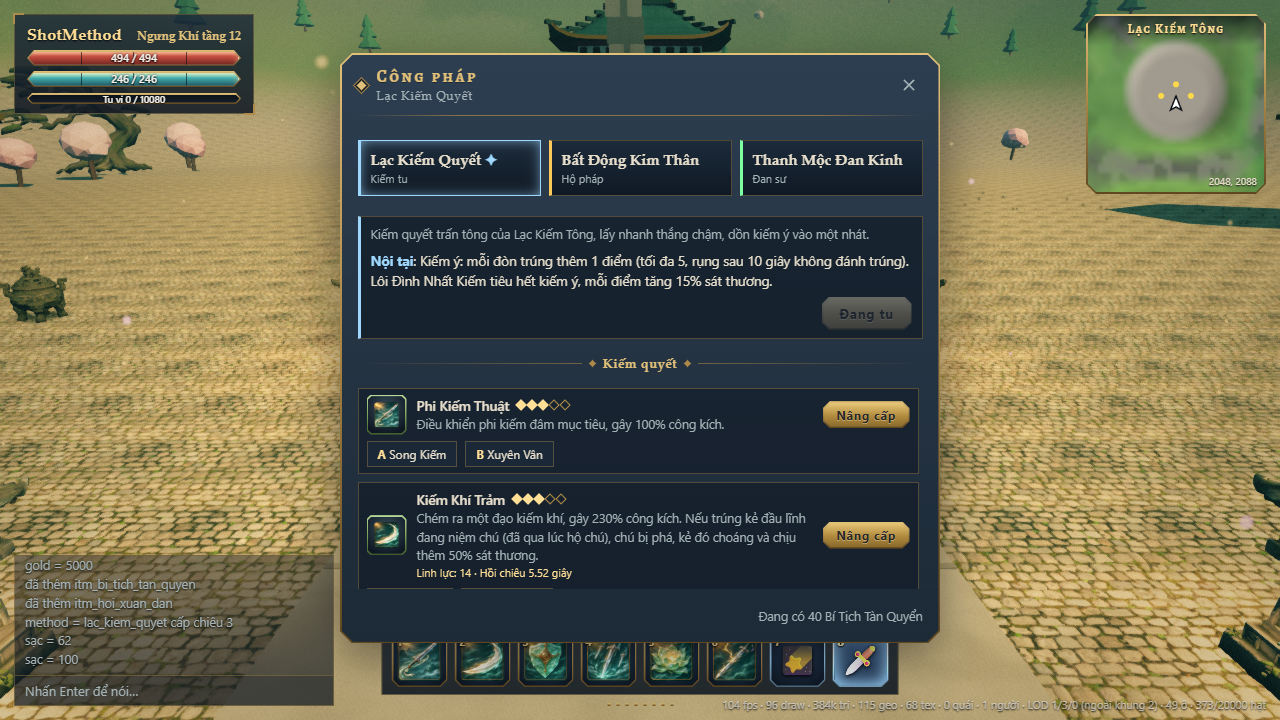 ShotMethod Ngưng Khí tầng 12
494 / 494
246 / 246
Tu vi 0 / 10080
Công pháp
Lạc Kiếm Quyết
Lạc Kiếm Tông
2048, 2088
Lạc Kiếm Quyết
Kiếm tu
Bất Động Kim Thân
Hộ pháp
Thanh Mộc Đan Kinh
Đan sư
Kiếm quyết trấn tông của Lạc Kiếm Tông, lấy nhanh thắng chậm, dồn kiếm ý vào một nhát.
Nội tại: Kiếm ý: mỗi đòn trúng thêm 1 điểm (tối đa 5, rụng sau 10 giây không đánh trúng).
Lôi Đình Nhất Kiếm tiêu hết kiếm ý, mỗi điểm tăng 15% sát thương.
Đang tu
Kiếm quyết
Phi Kiếm Thuật
Điều khiển phi kiếm đâm mục tiêu, gây 100% công kích.
Nâng cấp
A Song Kiếm
B Xuyên Vân
Kiếm Khí Trảm
Chém ra một đạo kiếm khí, gây 230% công kích. Nếu trúng kẻ đầu lĩnh
đang niệm chú (đã qua lúc hộ chú), chú bị phá, kẻ đó choáng và chịu
thêm 50% sát thương.
Linh lực: 14 · Hồi chiêu 5.52 giây
Nâng cấp
Đang có 40 Bí Tịch Tàn Quyển
gold = 5000
đã thêm itm_bi_tich_tan_quyen
đã thêm itm_hoi_xuan_dan
method = lac_kiem_quyet cấp chiêu 3
sạc = 62
sạc = 100
Nhấn Enter để nói...
104 fps · 96 draw · 384k tri · 115 geo · 68 tex · 0 quái · 1 người · LOD 1/3/0 (ngoài khung 2)